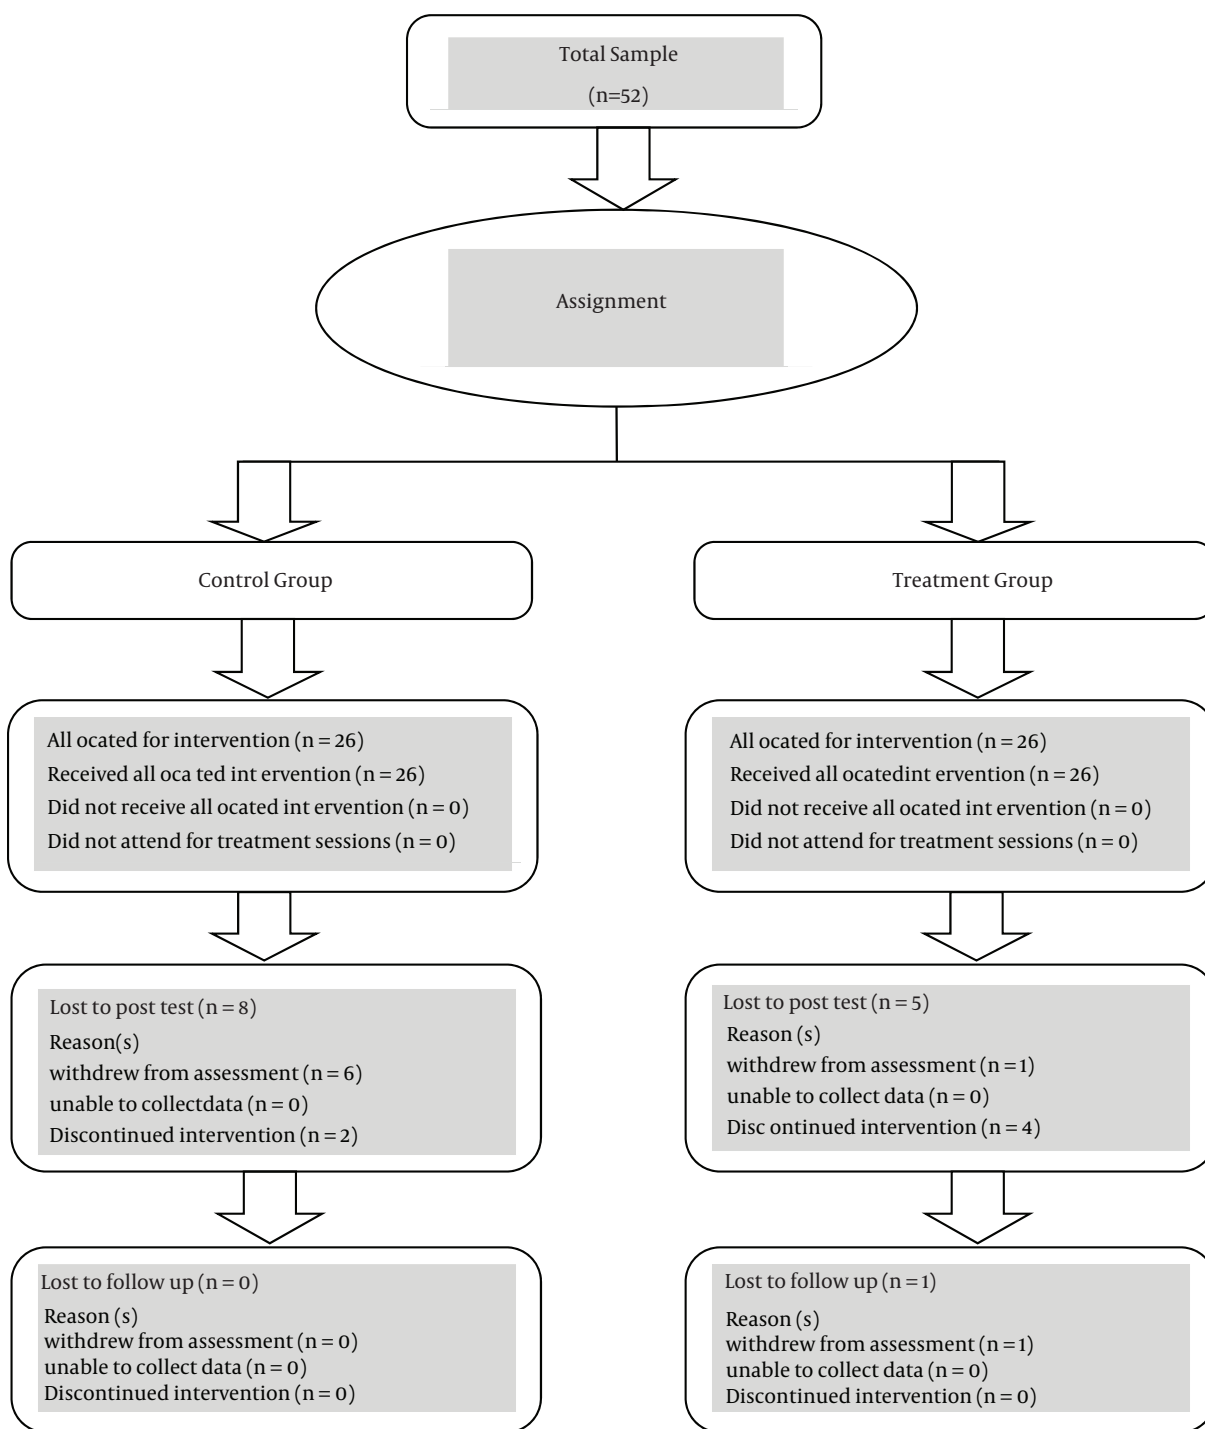 Total Sample
(n=52)
Assignment
Control Group
Treatment Group
All ocated for intervention (n = 26)
Received all oca ted int ervention (n = 26)
Did not receive all ocated int ervention (n = 0)
Did not attend for treatment sessions (n = 0)
All ocated for intervention (n = 26)
Received all ocatedint ervention (n = 26)
Did not receive all ocated int ervention (n = 0)
Did not attend for treatment sessions (n = 0)
Lost to post test (n = 8)
Reason(s)
withdrew from assessment (n = 6)
unable to collectdata (n = 0)
Discontinued intervention (n = 2)
Lost to post test (n = 5)
Reason (s)
withdrew from assessment (n = 1)
unable to collect data (n = 0)
Disc ontinued intervention (n = 4)
Lost to follow up (n = 0)
Reason (s)
withdrew from assessment (n = 0)
unable to collect data (n = 0)
Discontinued intervention (n = 0)
Lost to follow up (n = 1)
Reason (s)
withdrew from assessment (n = 1)
unable to collect data (n = 0)
Discontinued intervention (n = 0)